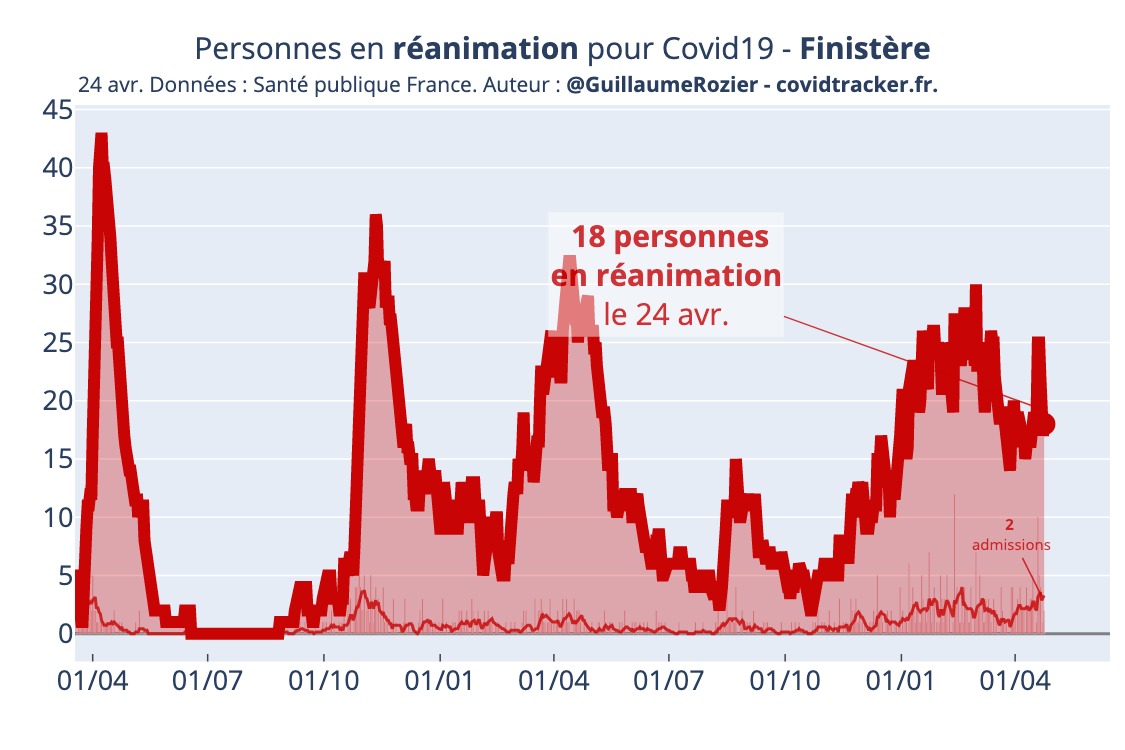 Personnes en réanimation pour Covid19 - Finistère
24 avr. Données : Santé publique France. Auteur : @GuillaumeRozier - covidtracker.fr.
45
40
35
30
25
20
15
10
5
0
18 personnes
en réanimation
le 24 avr.
2
admissions
01/04 01/07 01/10 01/01 01/04 01/07 01/10 01/01 01/04